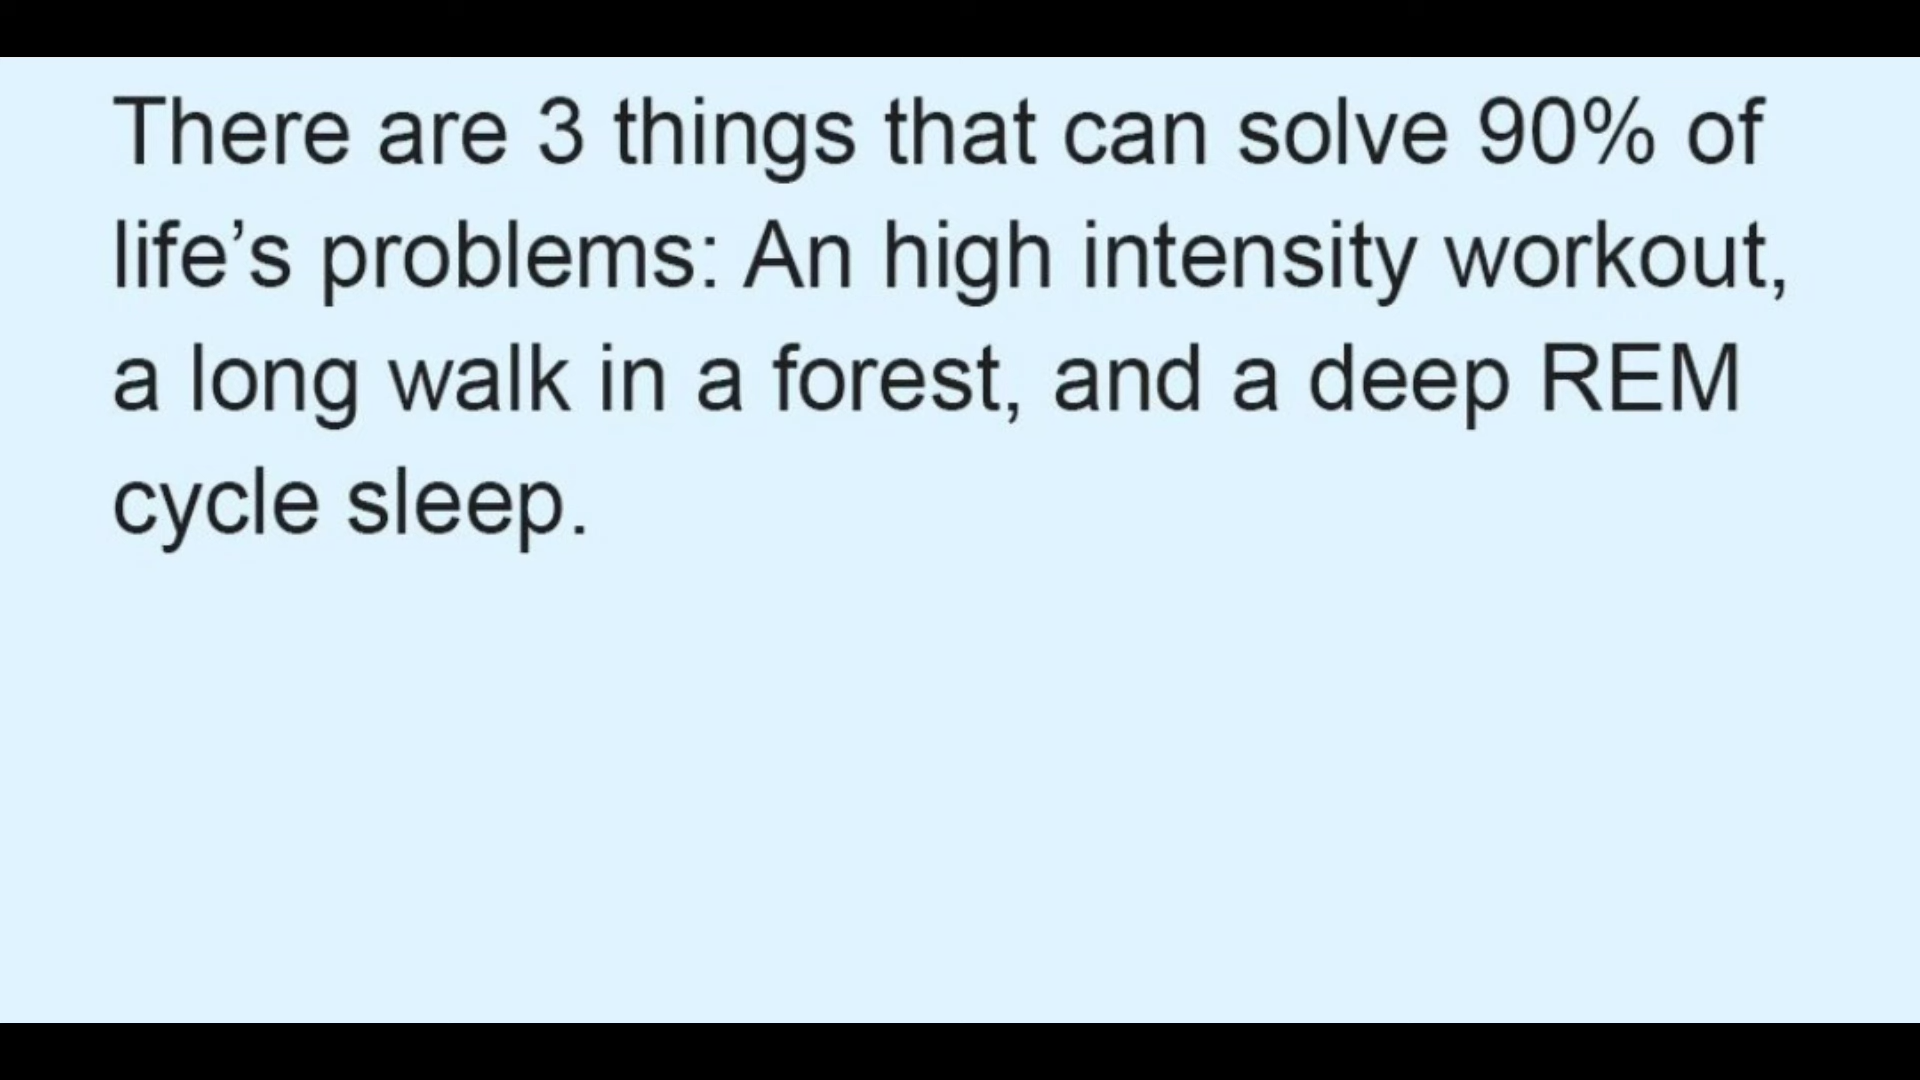 There are 3 things that can solve 90% of
life’s problems: An high intensity workout,
a long walk in a forest, and a deep REM
cycle sleep.